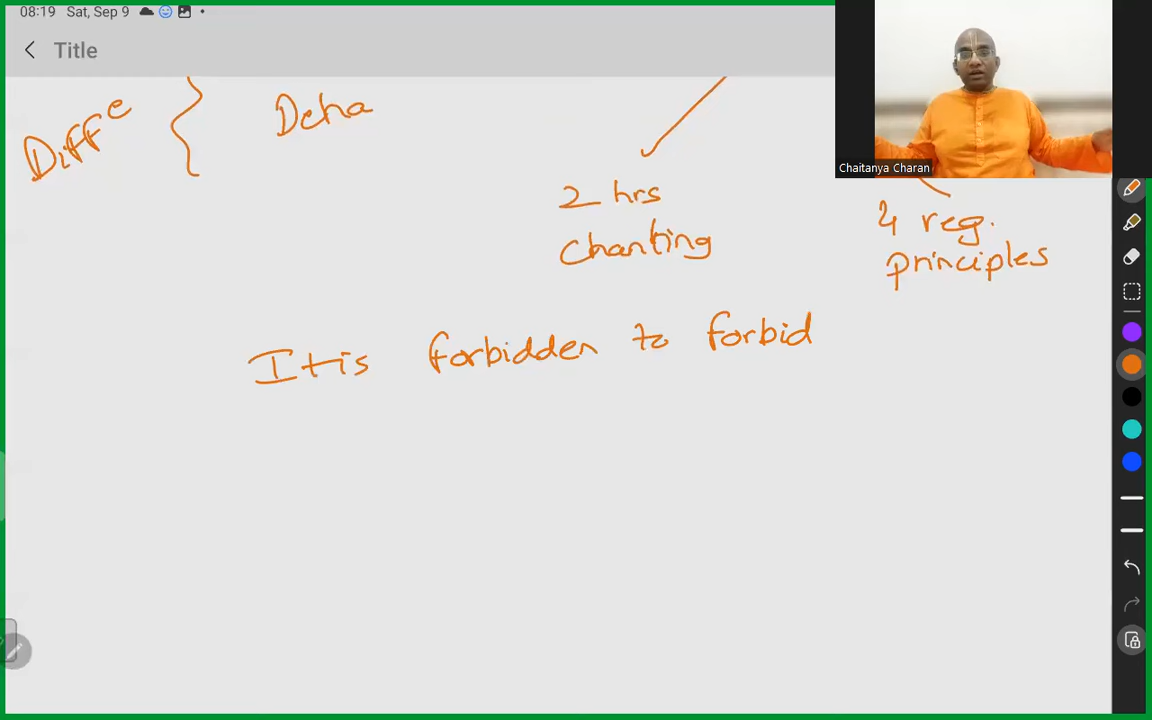 08:19 Sat, Sep 9
Title
Diffe
Deha
Chaitanya Charan
2 hrs
chanting
4 reg.
principles
It is forbidden to forbid